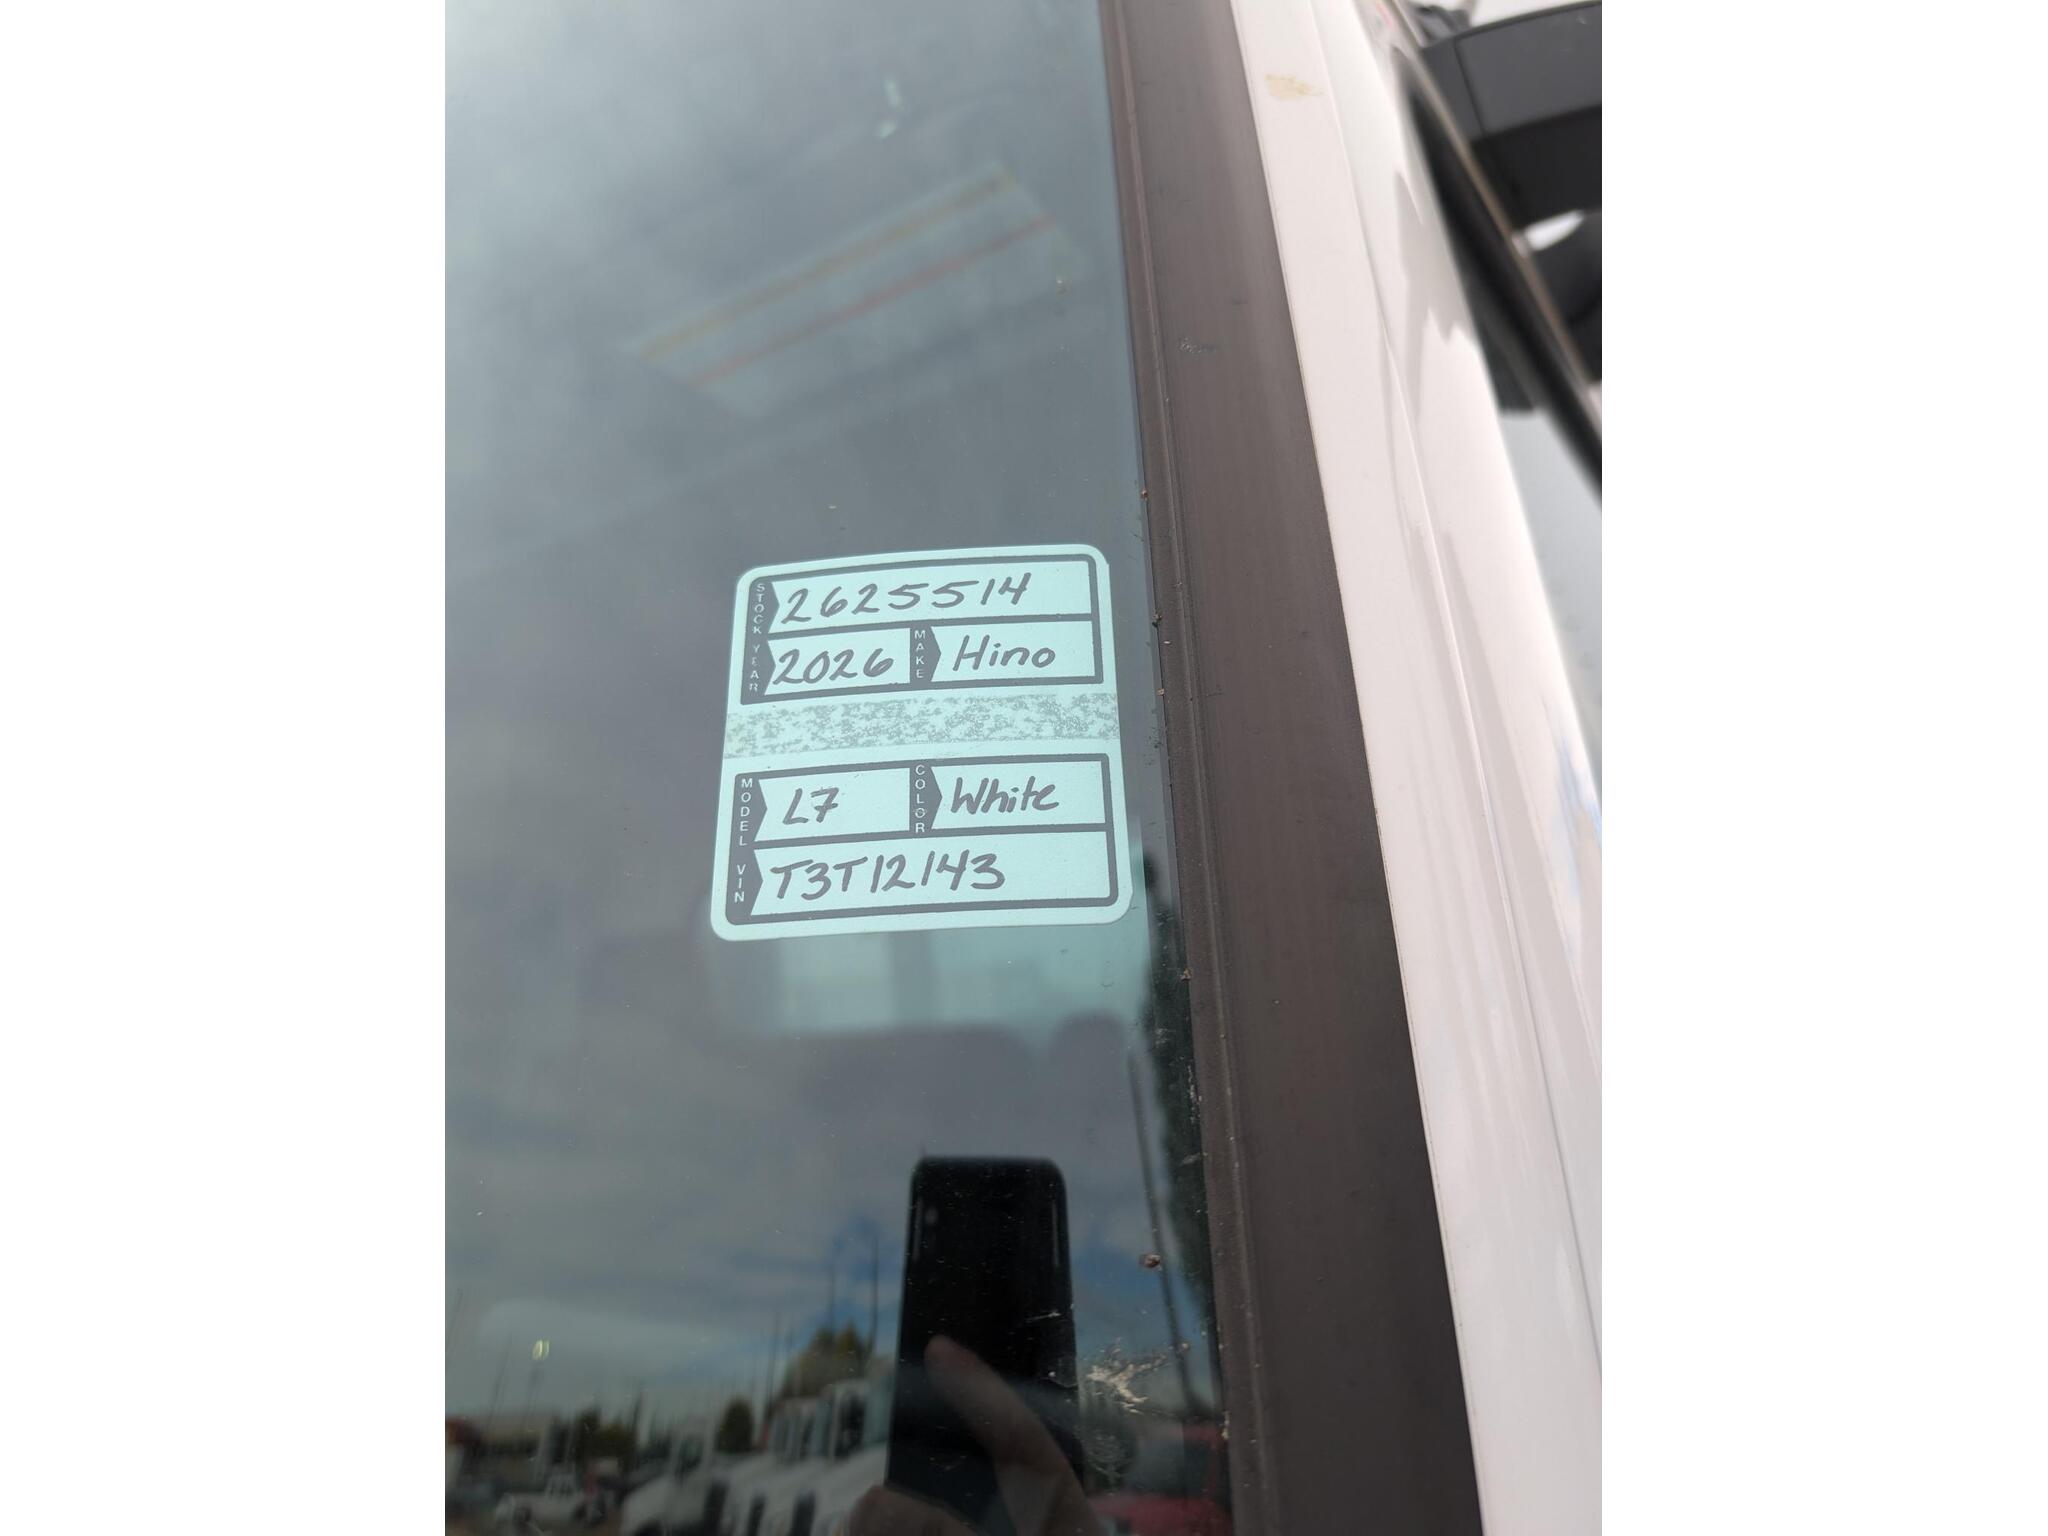 STOCK 2625514
YEAR 2026 MAKE Hino
MODEL L7 COLOR White
VIN T3T12143